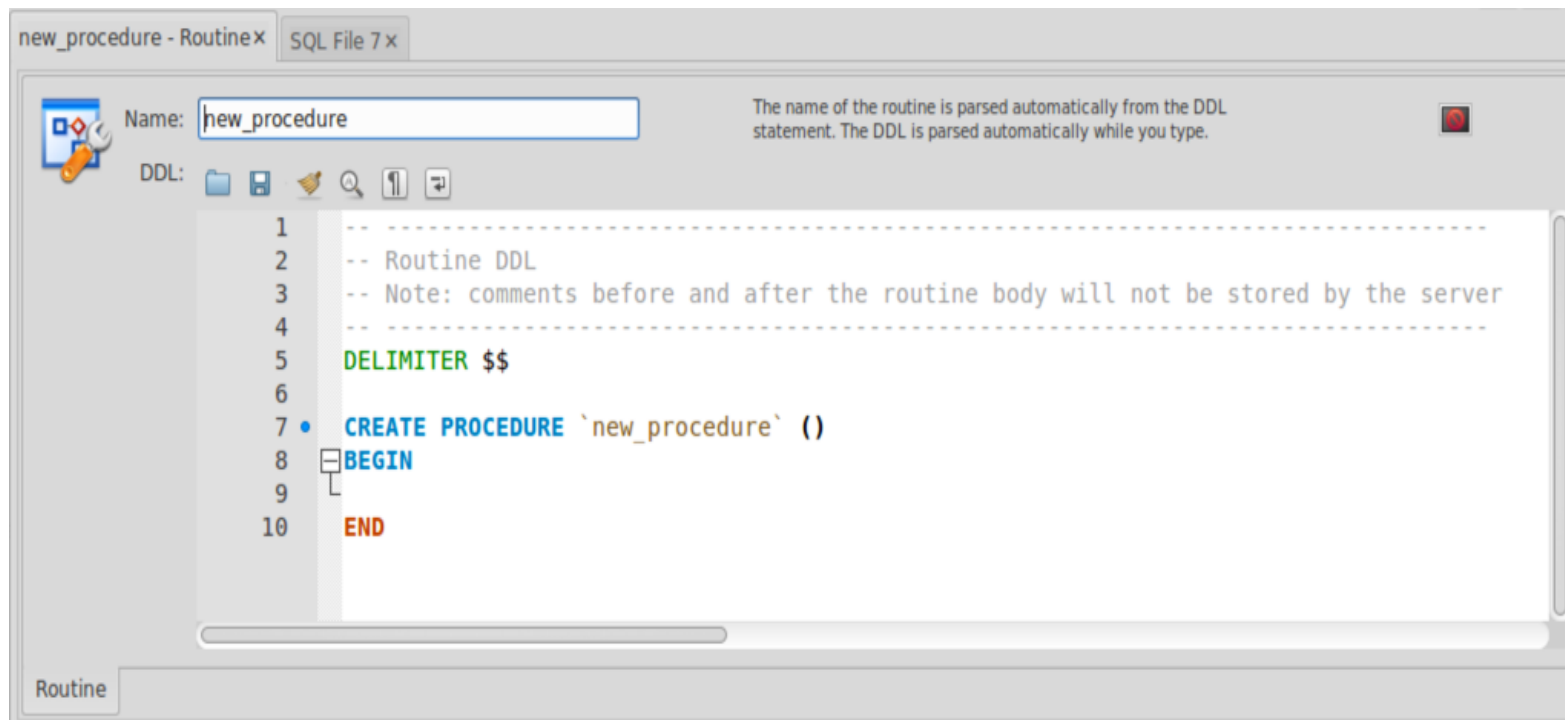 new_procedure - Routine× SQL File 7×
Name: new_procedure
The name of the routine is parsed automatically from the DDL
statement. The DDL is parsed automatically while you type.
DDL:
1 -- --------------------------------------------------------------------------------
2 -- Routine DDL
3 -- Note: comments before and after the routine body will not be stored by the server
4 -- --------------------------------------------------------------------------------
5 DELIMITER $$
6
7 CREATE PROCEDURE `new_procedure` ()
8 BEGIN
9
10 END
Routine